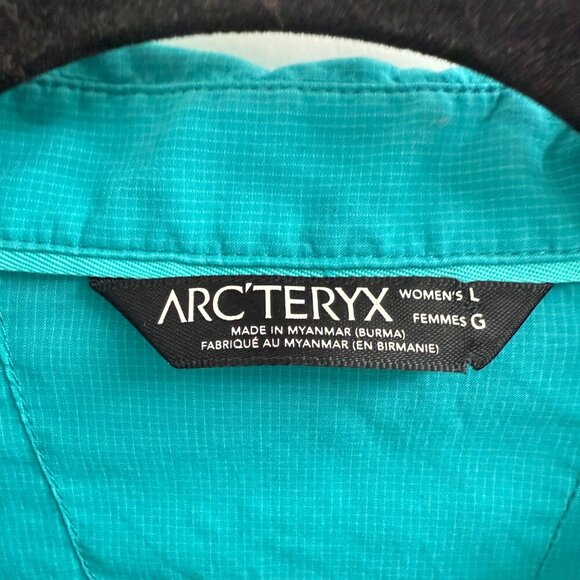 ARC'TERYX WOMEN'S L
FEMMES G
MADE IN MYANMAR (BURMA)
FABRIQUÉ AU MYANMAR (EN BIRMANIE)